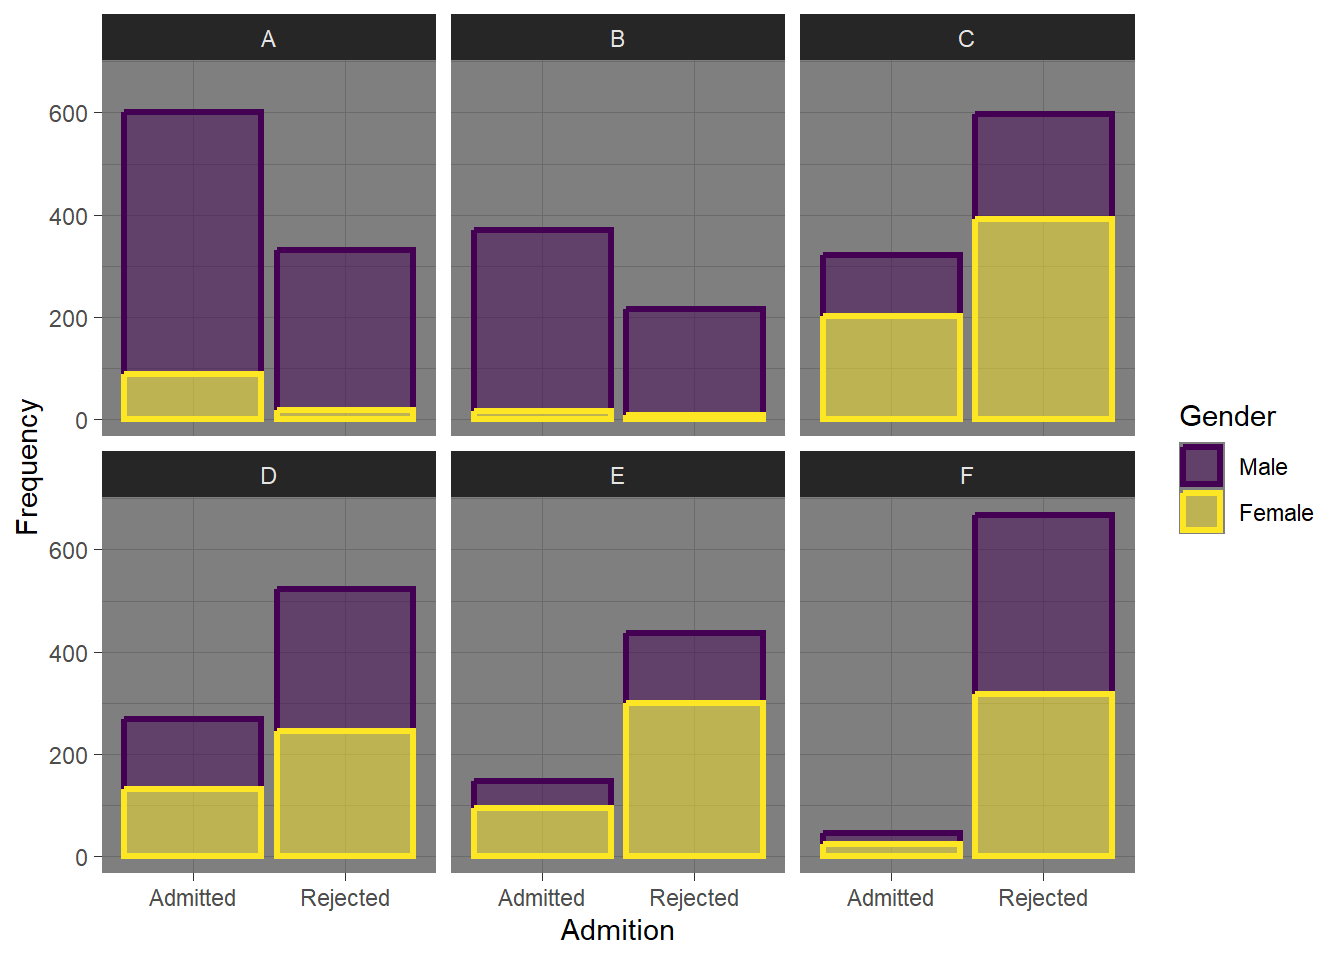 A B C
600
400
200
0
D E F
600
400
200
0
Admitted Rejected Admitted Rejected Admitted Rejected
Admition
Frequency
Gender
Male
Female